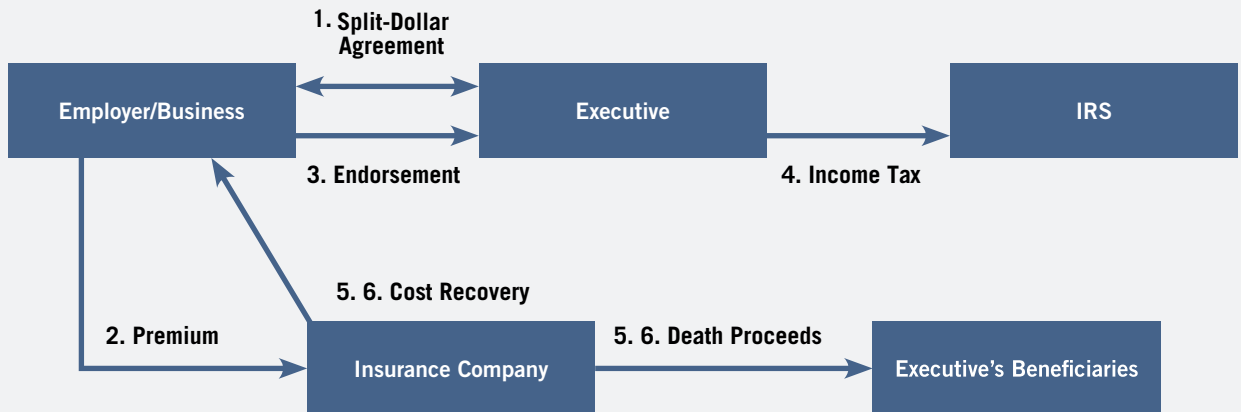 1. Split-Dollar
Agreement
Employer/Business
Executive
IRS
3. Endorsement
4. Income Tax
5. 6. Cost Recovery
2. Premium
5. 6. Death Proceeds
Insurance Company
Executive’s Beneficiaries